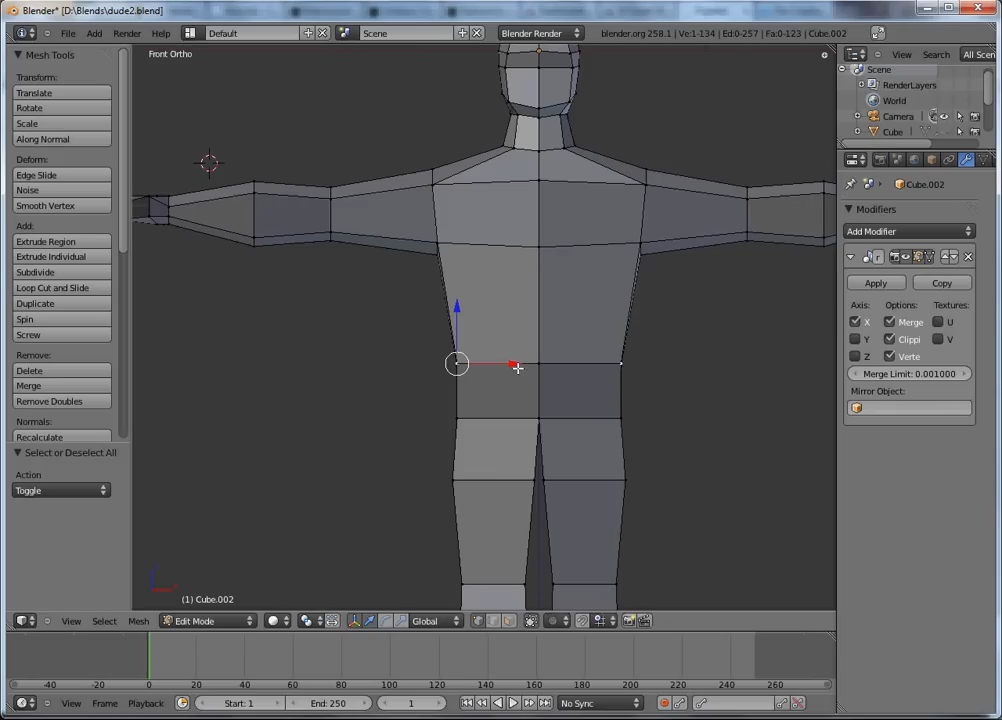 Blender* [D:\Blends\dude2.blend]
File Add Render Help Default Scene Blender Render blender.org 258.1 | Ve:1-134 | Ed:0-257 | Fa:0-123 | Cube.002
Mesh Tools
Transform:
Translate
Rotate
Scale
Along Normal
Deform:
Edge Slide
Noise
Smooth Vertex
Add:
Extrude Region
Extrude Individual
Subdivide
Loop Cut and Slide
Duplicate
Spin
Screw
Remove:
Delete
Merge
Remove Doubles
Normals:
Recalculate
Select or Deselect All
Action
Toggle
Front Ortho
(1) Cube.002
View Select Mesh Edit Mode Global
View Search All Scen
Scene
RenderLayers
World
Camera
Cube
Cube.002
Modifiers
Add Modifier
Apply Copy
Axis: Options: Textures:
X Merge U
Y Clippi V
Z Verte
Merge Limit: 0.001000
Mirror Object:
-40 -20 0 20 40 60 80 100 120 140 160 180 200 220 240 260
View Frame Playback Start: 1 End: 250 1 No Sync